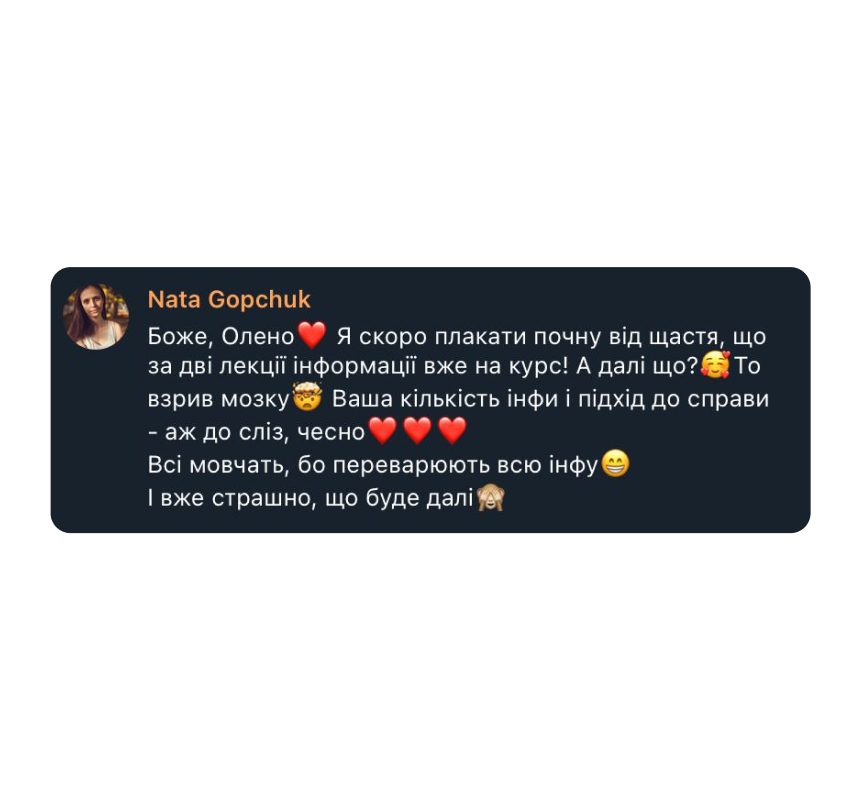 Nata Gopchuk
Боже, Олено❤️ Я скоро плакати почну від щастя, що
за дві лекції інформації вже на курс! А далі що?🥰То
взрив мозку🤯 Ваша кількість інфи і підхід до справи
- аж до сліз, чесно❤️❤️❤️
Всі мовчать, бо переварюють всю інфу😁
І вже страшно, що буде далі🙈